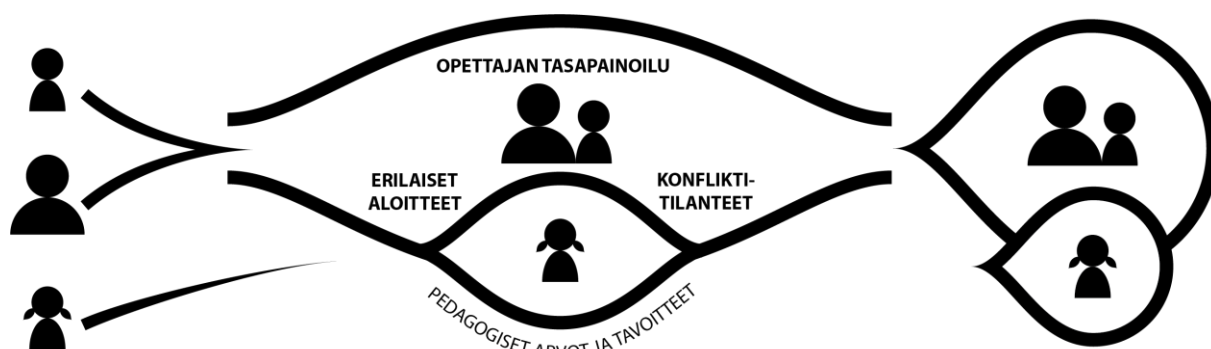 OPETTAJAN TASAPAINOILU
ERILAISET
ALOITTEET
KONFLIKTI-
TILANTEET
PEDAGOGISET ARVOT JA TAVOITTEET